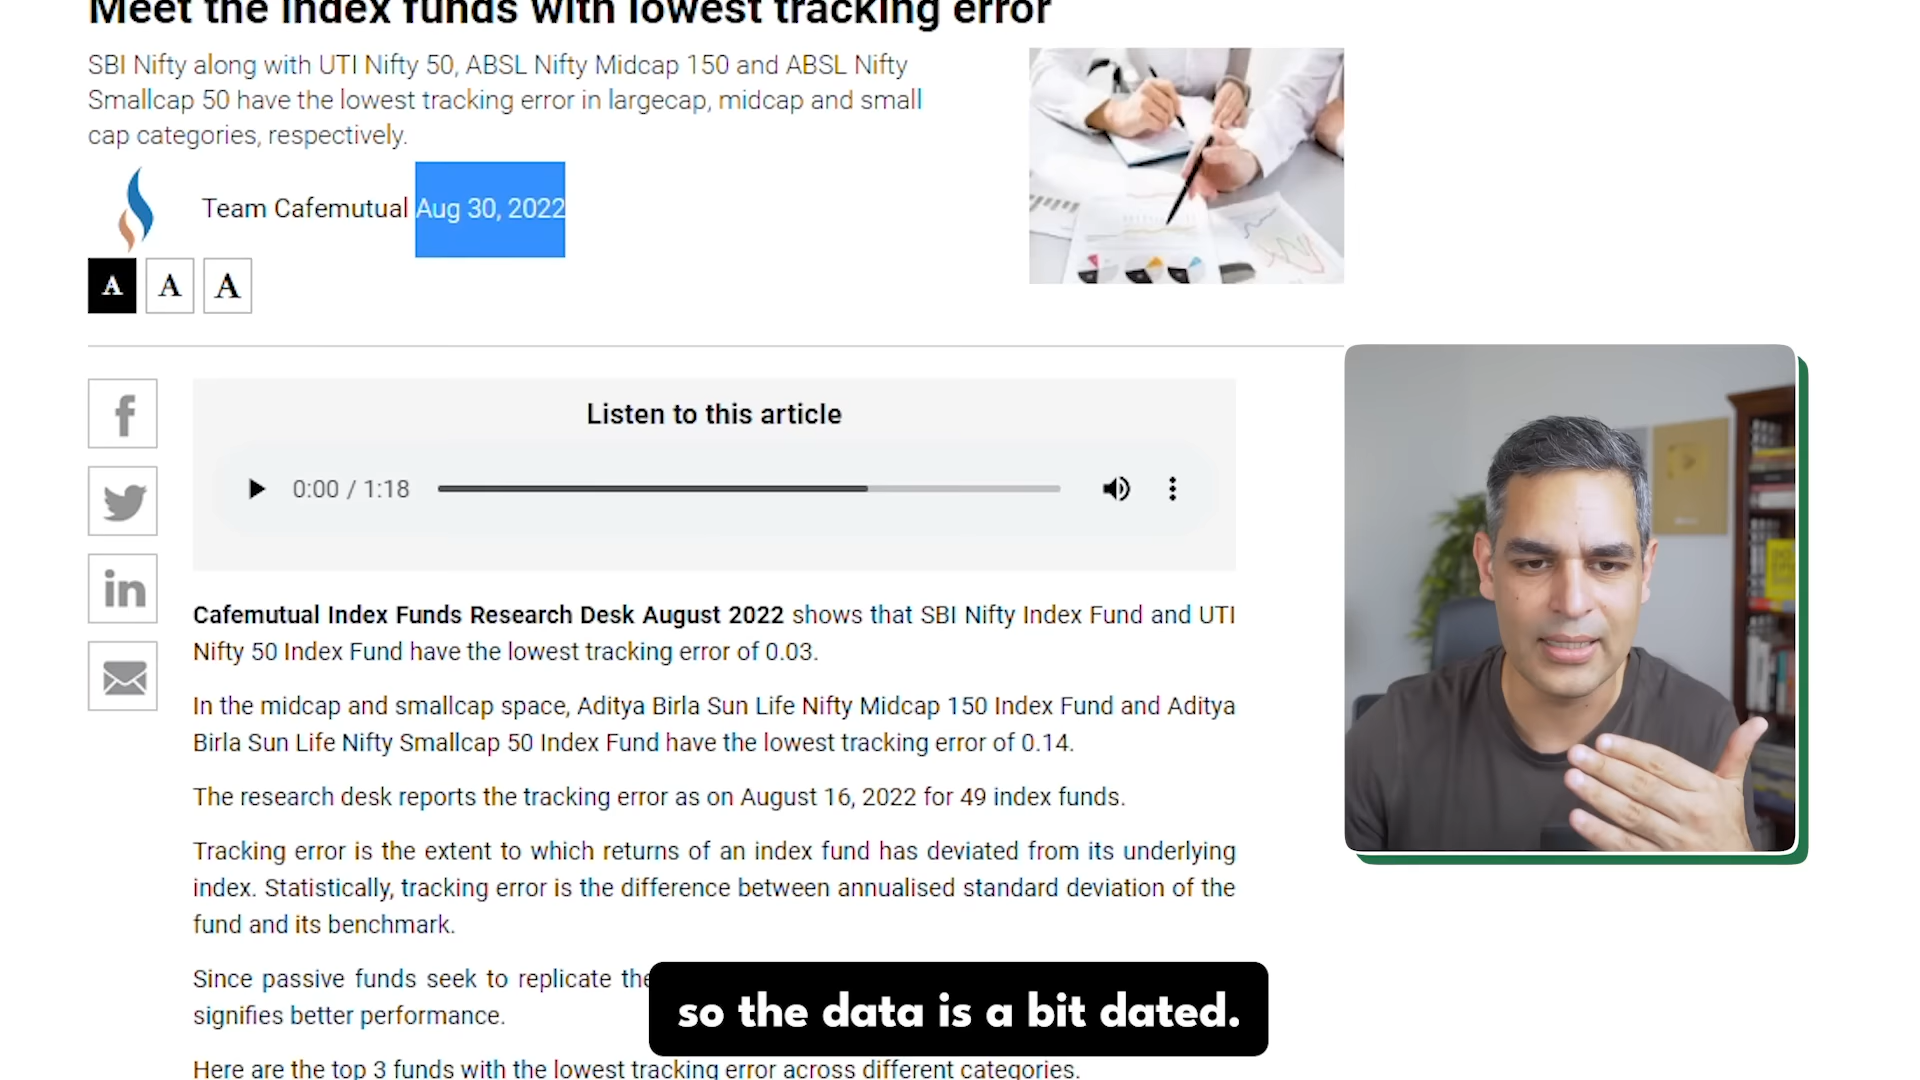 Meet the index funds with lowest tracking error
SBI Nifty along with UTI Nifty 50, ABSL Nifty Midcap 150 and ABSL Nifty
Smallcap 50 have the lowest tracking error in largecap, midcap and small
cap categories, respectively.
Team Cafemutual Aug 30, 2022
A A A
Listen to this article
0:00 / 1:18
Cafemutual Index Funds Research Desk August 2022 shows that SBI Nifty Index Fund and UTI
Nifty 50 Index Fund have the lowest tracking error of 0.03.
In the midcap and smallcap space, Aditya Birla Sun Life Nifty Midcap 150 Index Fund and Aditya
Birla Sun Life Nifty Smallcap 50 Index Fund have the lowest tracking error of 0.14.
The research desk reports the tracking error as on August 16, 2022 for 49 index funds.
Tracking error is the extent to which returns of an index fund has deviated from its underlying
index. Statistically, tracking error is the difference between annualised standard deviation of the
fund and its benchmark.
Since passive funds seek to replicate the
signifies better performance.
so the data is a bit dated.
Here are the top 3 funds with the lowest tracking error across different categories.